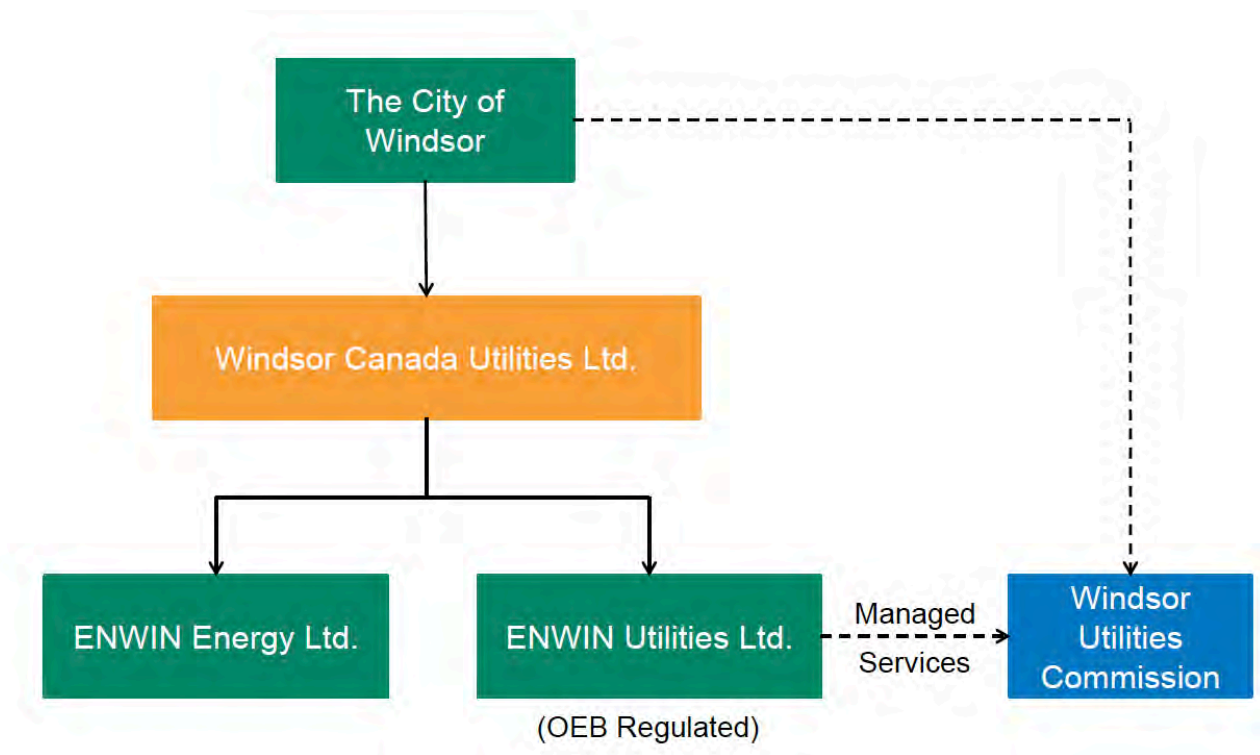 The City of
Windsor
Windsor Canada Utilities Ltd.
ENWIN Energy Ltd.
ENWIN Utilities Ltd.
(OEB Regulated)
Managed
Services
Windsor
Utilities
Commission